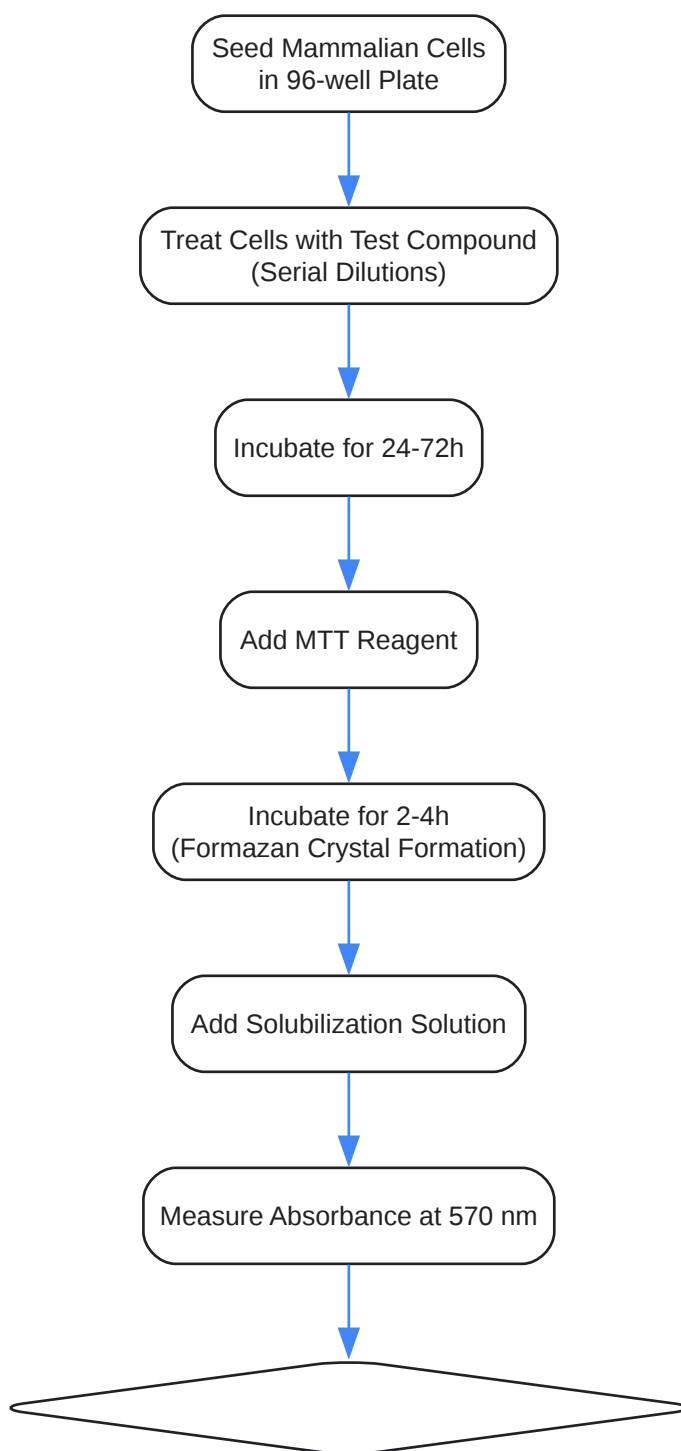 Seed Mammalian Cells
in 96-well Plate
Treat Cells with Test Compound
(Serial Dilutions)
Incubate for 24-72h
Add MTT Reagent
Incubate for 2-4h
(Formazan Crystal Formation)
Add Solubilization Solution
Measure Absorbance at 570 nm